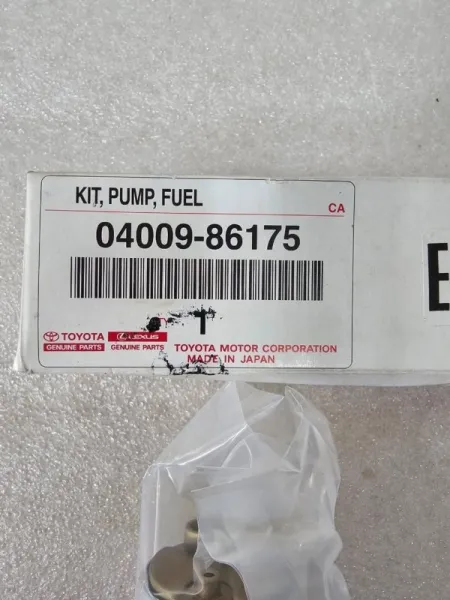 KIT, PUMP, FUEL
CA
04009-86175
E
T
TOYOTA
GENUINE PARTS
LEXUS
GENUINE PARTS
TOYOTA MOTOR CORPORATION
MADE IN JAPAN